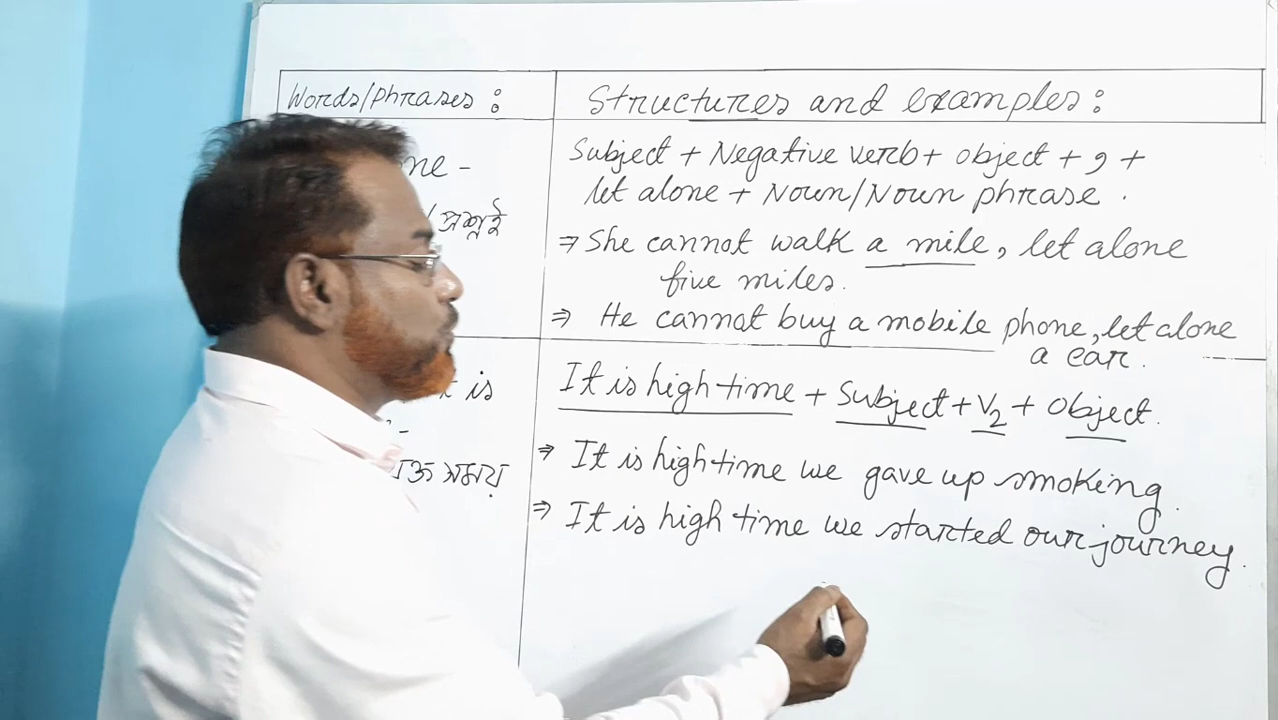 Words/Phrases :
Structures and examples :
Subject + Negative verb + object + , +
let alone + Noun/Noun phrase .
⇒ She cannot walk a mile, let alone
five miles.
⇒ He cannot buy a mobile phone, let alone
a car.
is
It is high time + Subject + V2 + Object.
⇒ It is high time we gave up smoking.
সময়
⇒ It is high time we started our journey.